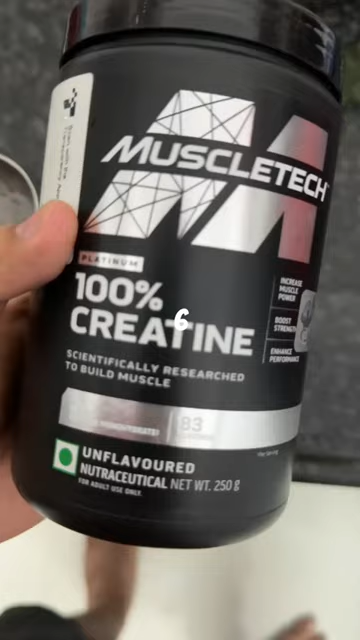 MUSCLETECH
PLATINUM
100%
CREATINE
6
SCIENTIFICALLY RESEARCHED
TO BUILD MUSCLE
INCREASE
MUSCLE
POWER
BOOST
STRENGTH
ENHANCE
PERFORMANCE
83
UNFLAVOURED
NUTRACEUTICAL NET WT. 250 g
FOR ADULT USE ONLY.